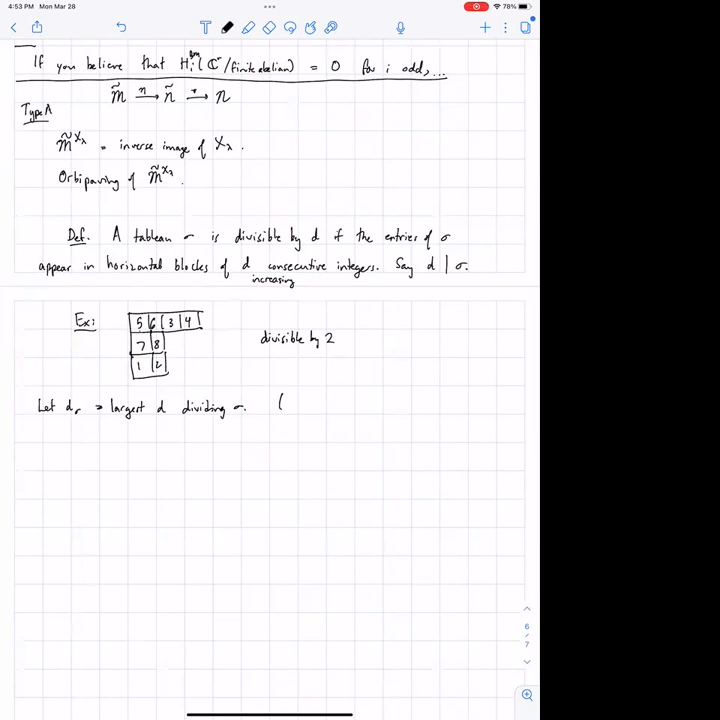 4:53 PM Mon Mar 28
78%
If you believe that H_i^BM(ℂ^r/finite abelian) = 0 for i odd,...
Type A
M̃ →^η Ñ →^π N
M̃^{x_λ} = inverse image of x_λ.
Orbipaving of M̃^{x_λ}.
Def. A tableau σ is divisible by d if the entries of σ
appear in horizontal blocks of d consecutive integers. Say d | σ.
increasing
Ex:
5 6 3 4
7 8
divisible by 2
1 2
Let d_σ = largest d dividing σ. (
6
/
7